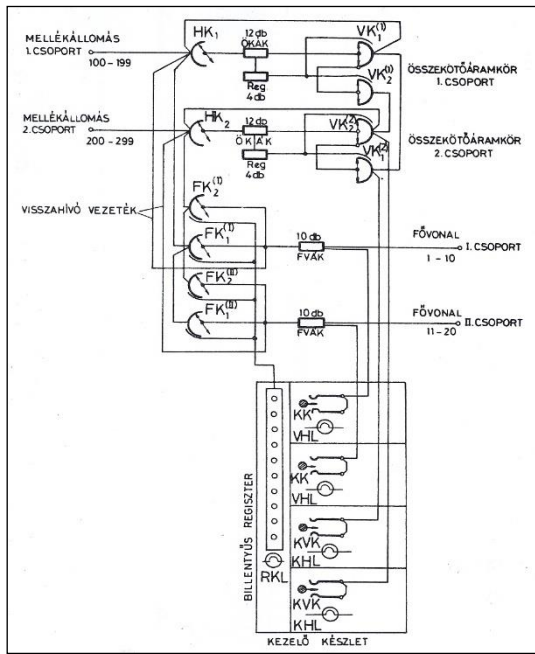 HK₁
12 db
ÖKÁK
VK₁⁽¹⁾
MELLÉKÁLLOMÁS
1. CSOPORT
100-199
Reg
4 db
VK₂⁽¹⁾
ÖSSZEKÖTŐÁRAMKÖR
1. CSOPORT
MELLÉKÁLLOMÁS
2. CSOPORT
200-299
HK₂
12 db
ÖKÁK
Reg
4 db
VK₂⁽²⁾
VK₁⁽²⁾
ÖSSZEKÖTŐÁRAMKÖR
2. CSOPORT
VISSZAHÍVÓ VEZETÉK
FK₂⁽ᴵ⁾
FK₁⁽ᴵ⁾
10 db
FVÁK
FŐVONAL
I. CSOPORT
1-10
FK₂⁽ᴵᴵ⁾
FK₁⁽ᴵᴵ⁾
10 db
FVÁK
FŐVONAL
II. CSOPORT
11-20
BILLENTYŰS REGISZTER
RKL
KK
VHL
KK
VHL
KVK
KHL
KVK
KHL
KEZELŐ KÉSZLET